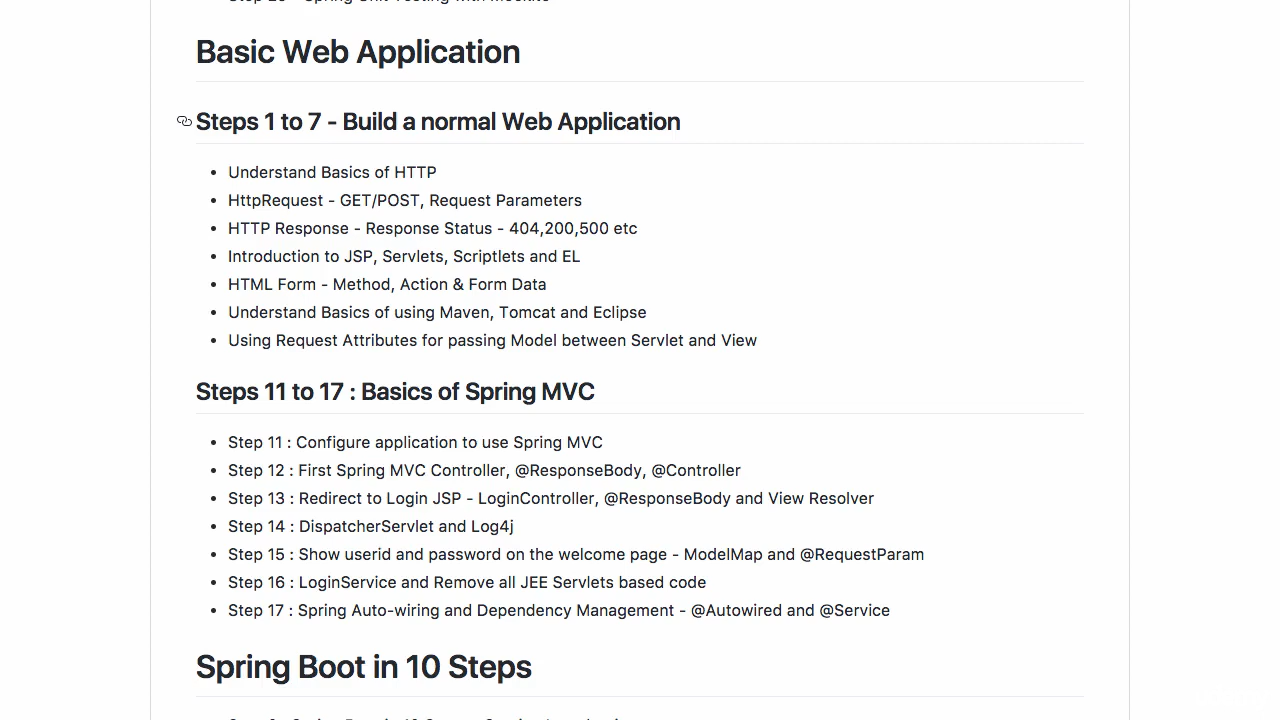 Basic Web Application
Steps 1 to 7 - Build a normal Web Application
Understand Basics of HTTP
HttpRequest - GET/POST, Request Parameters
HTTP Response - Response Status - 404,200,500 etc
Introduction to JSP, Servlets, Scriptlets and EL
HTML Form - Method, Action & Form Data
Understand Basics of using Maven, Tomcat and Eclipse
Using Request Attributes for passing Model between Servlet and View
Steps 11 to 17 : Basics of Spring MVC
Step 11 : Configure application to use Spring MVC
Step 12 : First Spring MVC Controller, @ResponseBody, @Controller
Step 13 : Redirect to Login JSP - LoginController, @ResponseBody and View Resolver
Step 14 : DispatcherServlet and Log4j
Step 15 : Show userid and password on the welcome page - ModelMap and @RequestParam
Step 16 : LoginService and Remove all JEE Servlets based code
Step 17 : Spring Auto-wiring and Dependency Management - @Autowired and @Service
Spring Boot in 10 Steps